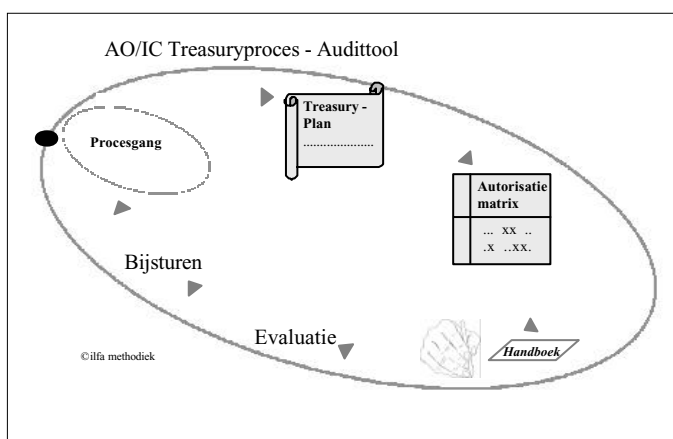 AO/IC Treasuryproces - Audittool
Treasury -
Plan
......................
Procesgang
Autorisatie
matrix
... xx ..
.x ..xx.
Bijsturen
Evaluatie
Handboek
©ilfa methodiek